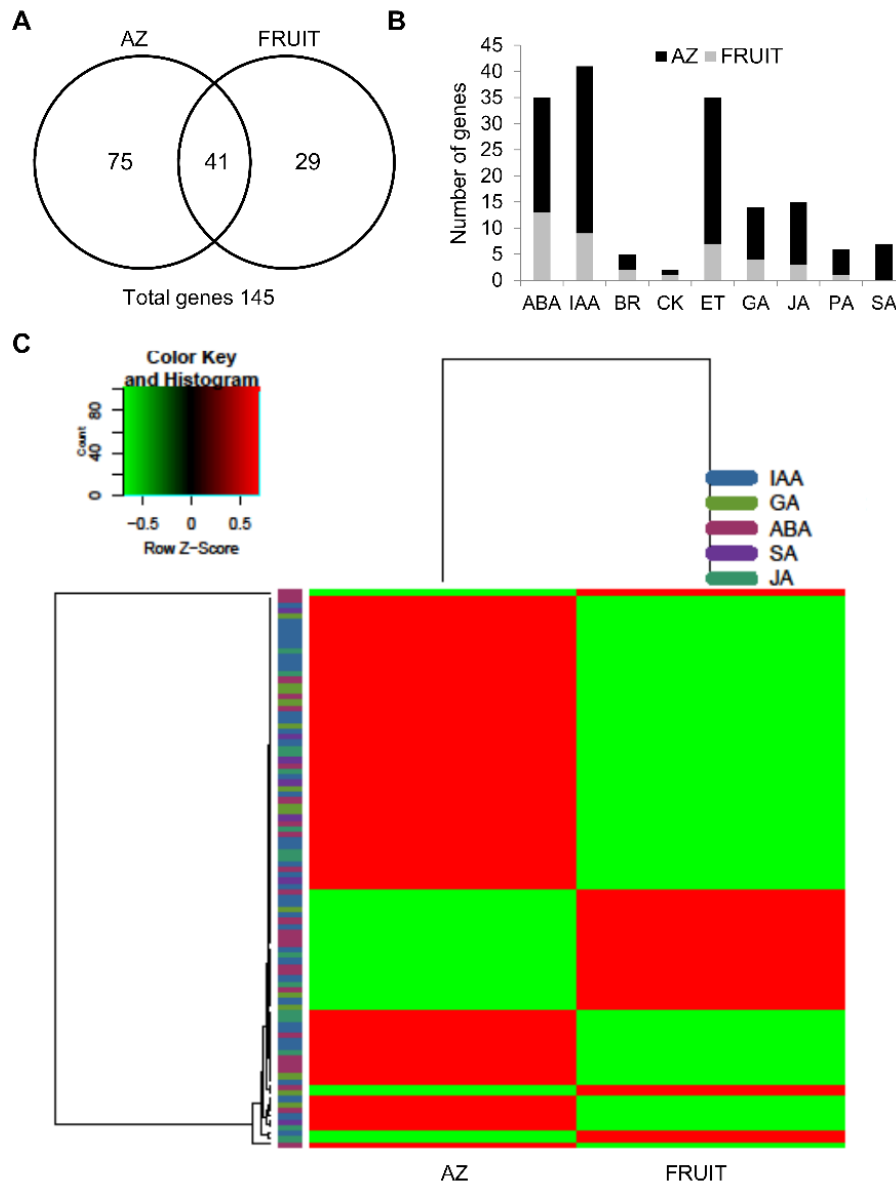 A
AZ FRUIT
75 41 29
Total genes 145
B
AZ FRUIT
Number of genes
45
40
35
30
25
20
15
10
5
0
ABA IAA BR CK ET GA JA PA SA
C
Color Key
and Histogram
Count
0 40 80
−0.5 0 0.5
Row Z−Score
IAA
GA
ABA
SA
JA
AZ FRUIT